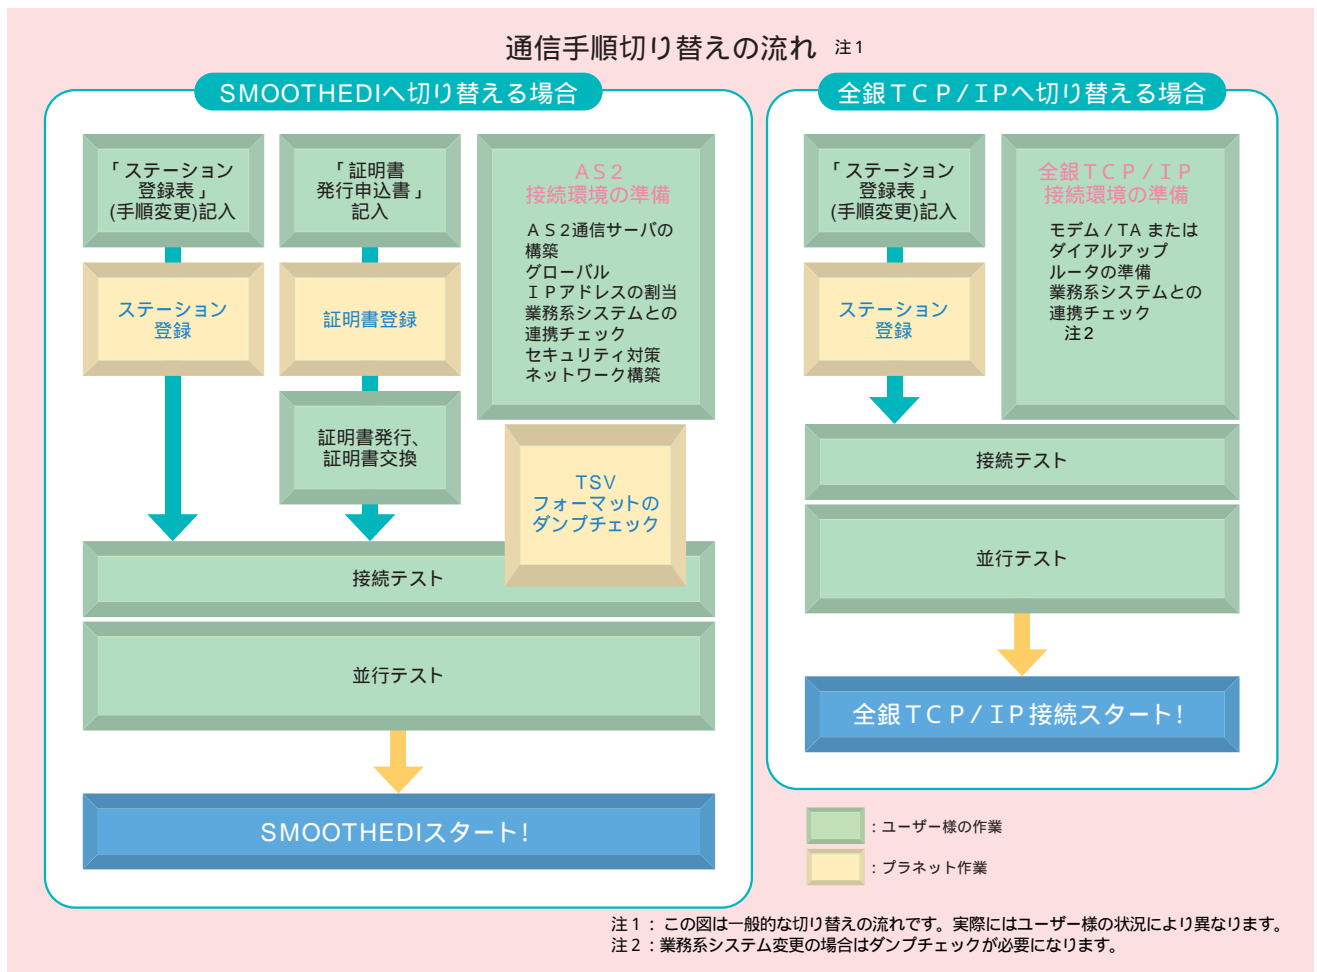 通信手順切り替えの流れ 注1
SMOOTHEDIへ切り替える場合
「ステーション
登録表」
(手順変更)記入
ステーション
登録
「証明書
発行申込書」
記入
証明書登録
証明書発行、
証明書交換
AS2
接続環境の準備
AS2通信サーバの
構築
グローバル
IPアドレスの割当
業務系システムとの
連携チェック
セキュリティ対策
ネットワーク構築
TSV
フォーマットの
ダンプチェック
接続テスト
並行テスト
SMOOTHEDIスタート!
全銀TCP/IPへ切り替える場合
「ステーション
登録表」
(手順変更)記入
ステーション
登録
全銀TCP/IP
接続環境の準備
モデム/TA または
ダイアルアップ
ルータの準備
業務系システムとの
連携チェック
注2
接続テスト
並行テスト
全銀TCP/IP接続スタート!
:ユーザー様の作業
:プラネット作業
注1:この図は一般的な切り替えの流れです。実際にはユーザー様の状況により異なります。
注2:業務系システム変更の場合はダンプチェックが必要になります。